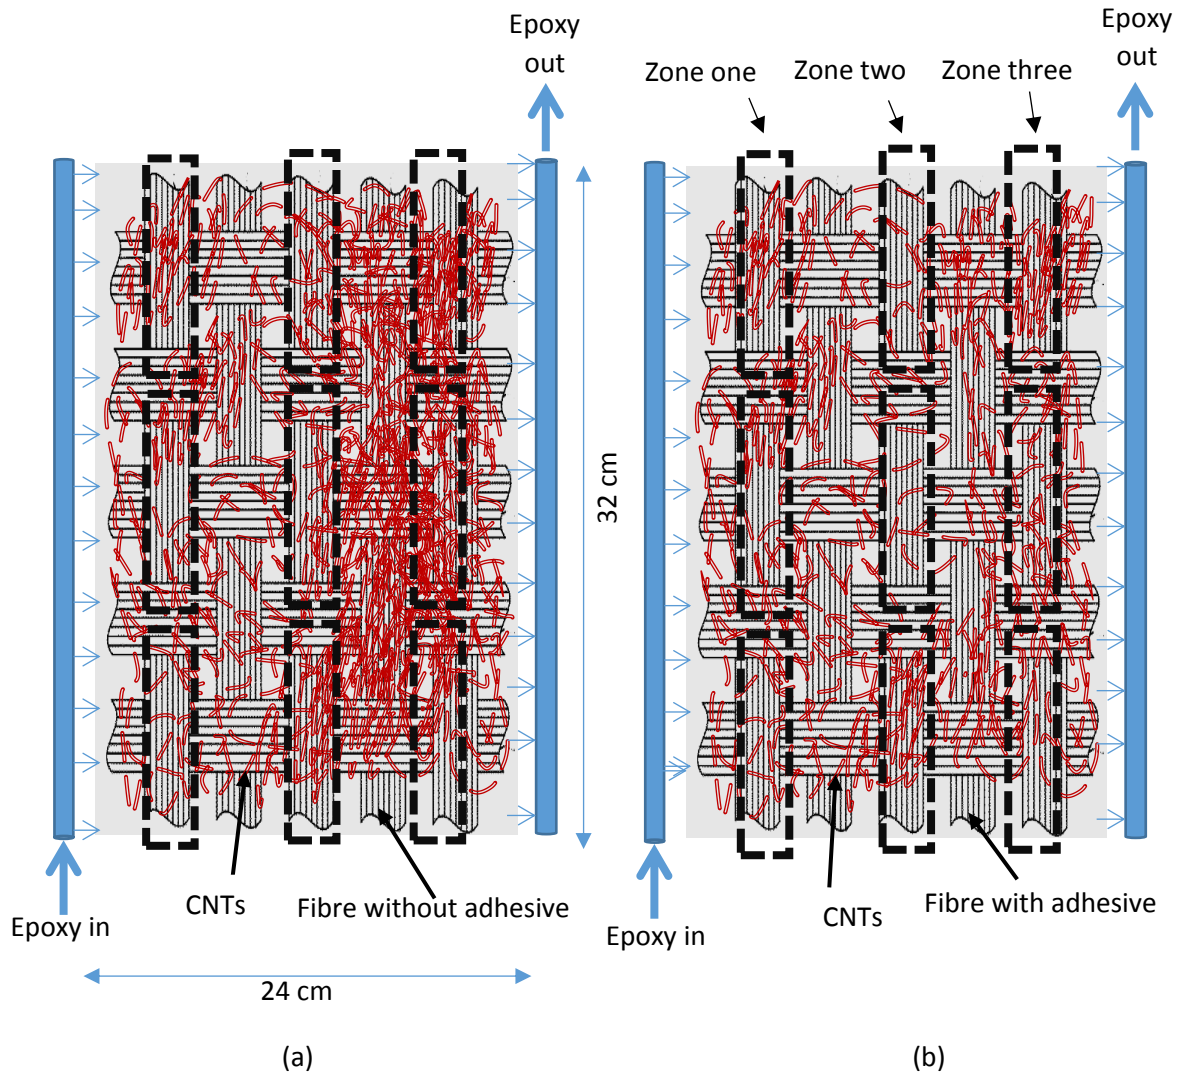 Epoxy
out
Epoxy
out
Zone one
Zone two
Zone three
32 cm
CNTs
Fibre without adhesive
Epoxy in
24 cm
CNTs
Fibre with adhesive
Epoxy in
(a)
(b)